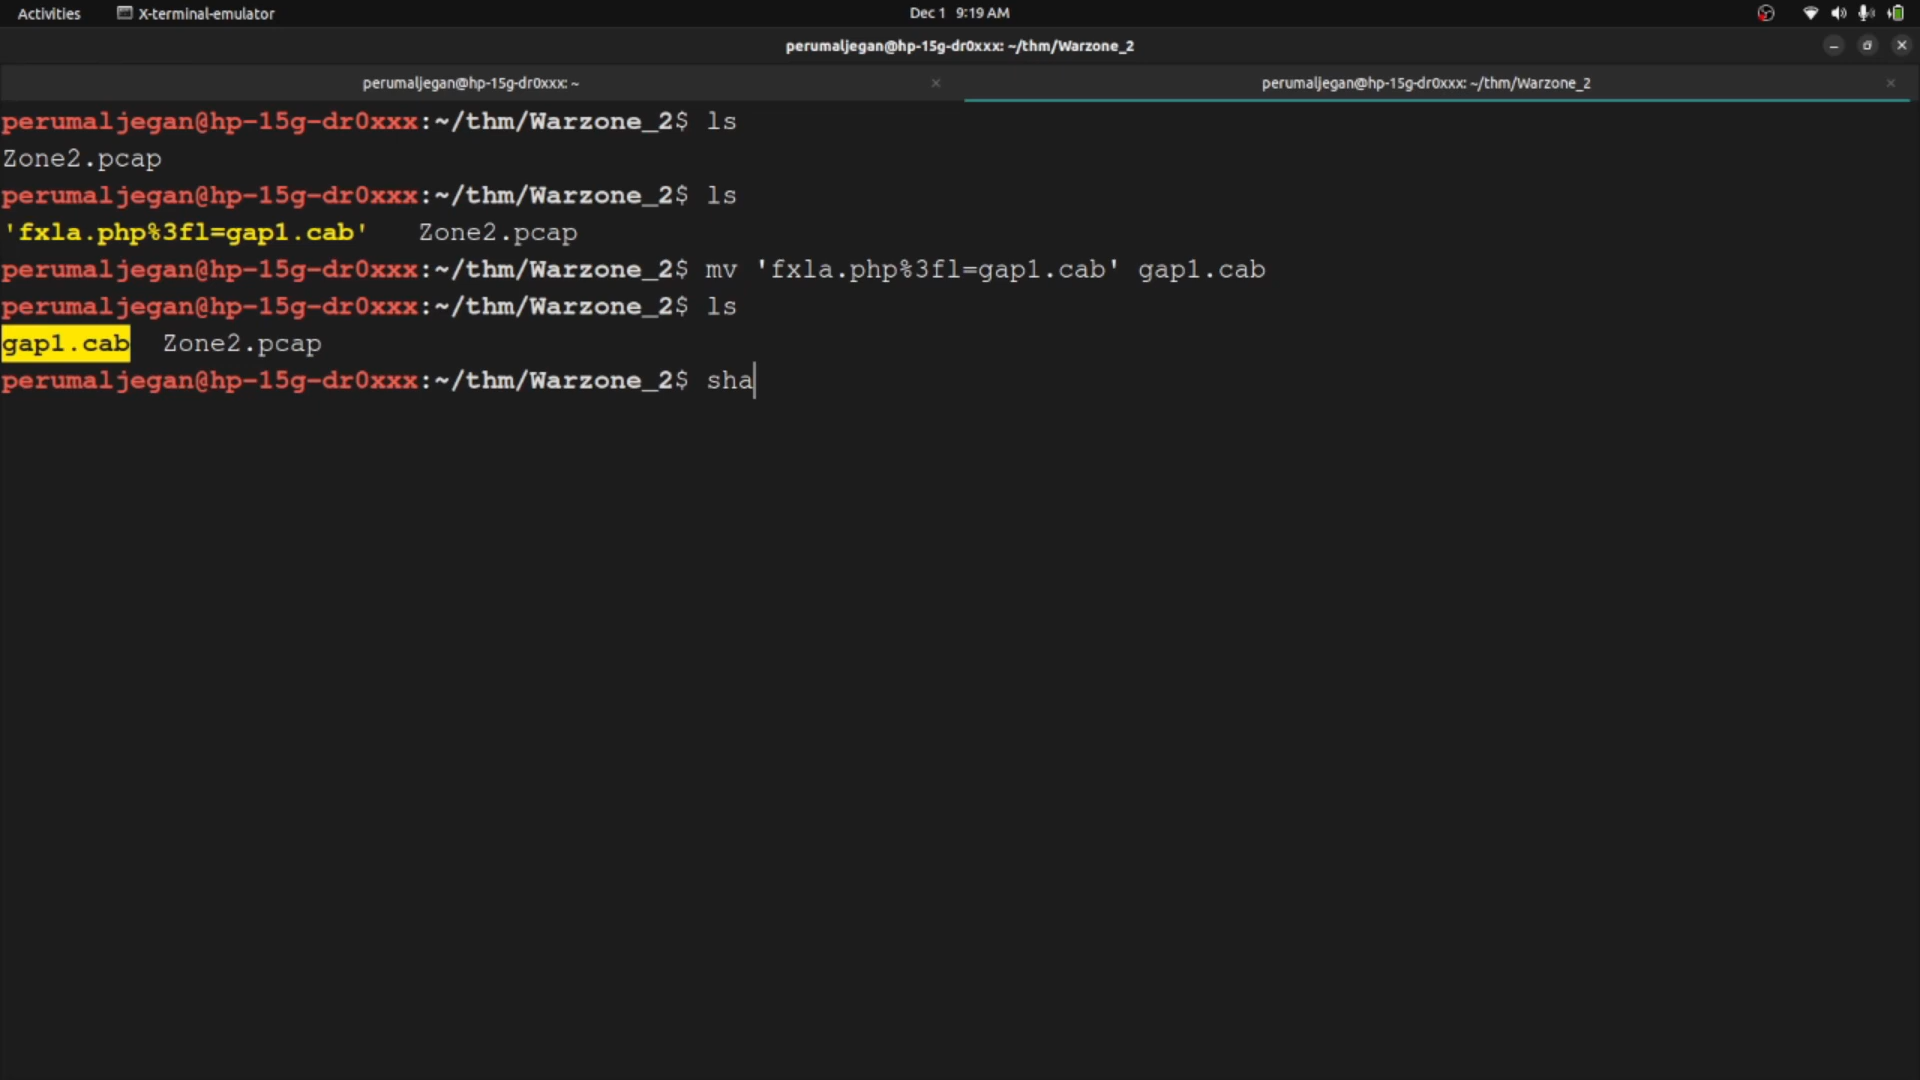 Activities X-terminal-emulator Dec 1 9:19 AM
perumaljegan@hp-15g-dr0xxx: ~/thm/Warzone_2
perumaljegan@hp-15g-dr0xxx: ~ × perumaljegan@hp-15g-dr0xxx: ~/thm/Warzone_2 ×
perumaljegan@hp-15g-dr0xxx:~/thm/Warzone_2$ ls
Zone2.pcap
perumaljegan@hp-15g-dr0xxx:~/thm/Warzone_2$ ls
'fxla.php%3fl=gap1.cab' Zone2.pcap
perumaljegan@hp-15g-dr0xxx:~/thm/Warzone_2$ mv 'fxla.php%3fl=gap1.cab' gap1.cab
perumaljegan@hp-15g-dr0xxx:~/thm/Warzone_2$ ls
gap1.cab Zone2.pcap
perumaljegan@hp-15g-dr0xxx:~/thm/Warzone_2$ sha